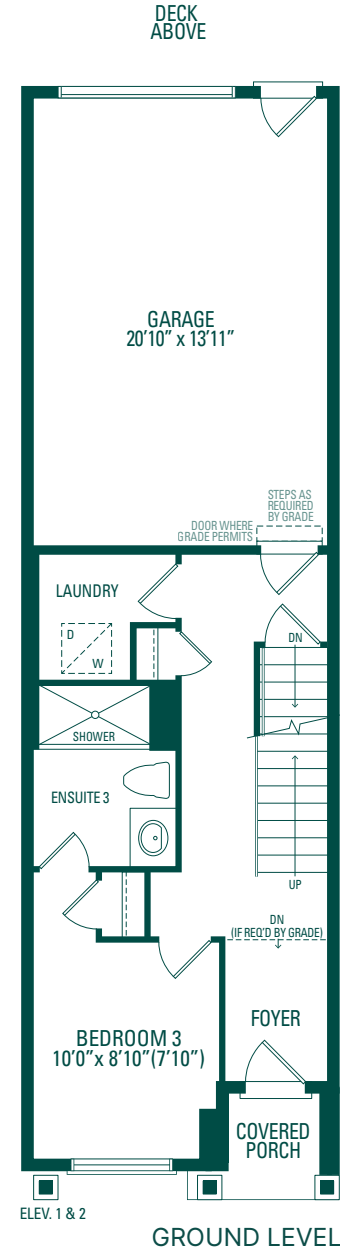 DECK
ABOVE
GARAGE
20'10" x 13'11"
STEPS AS
REQUIRED
BY GRADE
DOOR WHERE
GRADE PERMITS
LAUNDRY
D
W
DN
SHOWER
ENSUITE 3
UP
DN
(IF REQ'D BY GRADE)
FOYER
BEDROOM 3
10'0"x 8'10"(7'10")
COVERED
PORCH
ELEV. 1 & 2
GROUND LEVEL